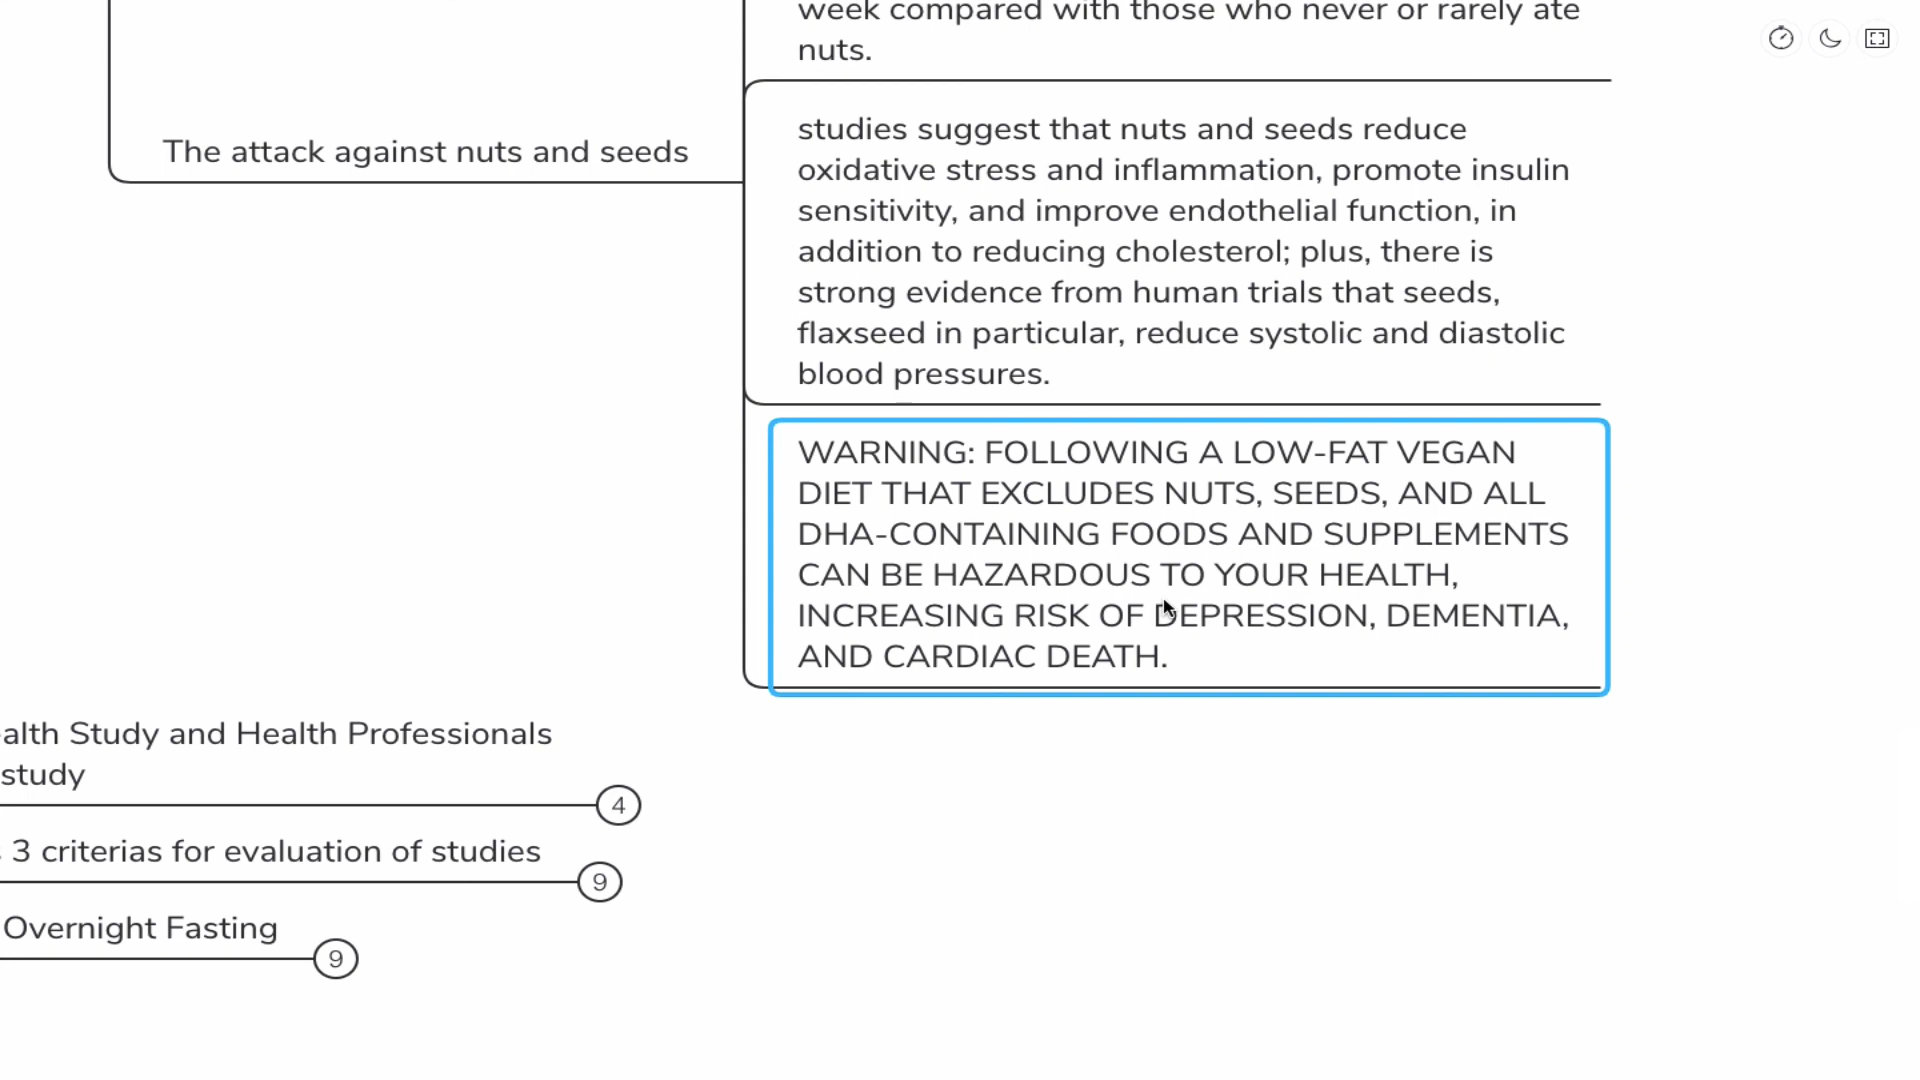 week compared with those who never or rarely ate
nuts.
The attack against nuts and seeds
studies suggest that nuts and seeds reduce
oxidative stress and inflammation, promote insulin
sensitivity, and improve endothelial function, in
addition to reducing cholesterol; plus, there is
strong evidence from human trials that seeds,
flaxseed in particular, reduce systolic and diastolic
blood pressures.
WARNING: FOLLOWING A LOW-FAT VEGAN
DIET THAT EXCLUDES NUTS, SEEDS, AND ALL
DHA-CONTAINING FOODS AND SUPPLEMENTS
CAN BE HAZARDOUS TO YOUR HEALTH,
INCREASING RISK OF DEPRESSION, DEMENTIA,
AND CARDIAC DEATH.
Study and Health Professionals
study
4
3 criterias for evaluation of studies
9
Overnight Fasting
9